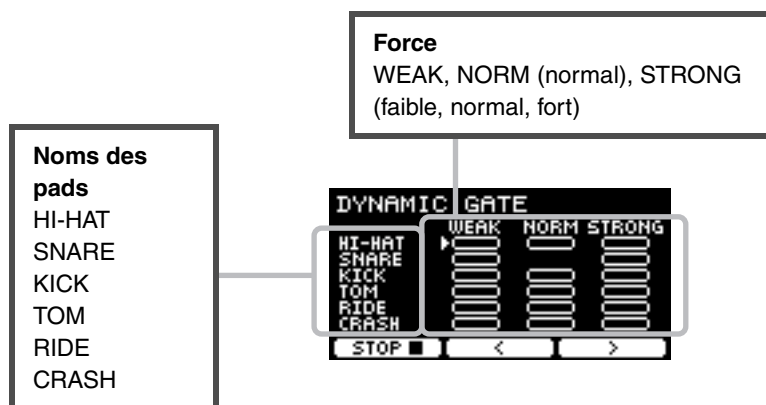 Force
WEAK, NORM (normal), STRONG
(faible, normal, fort)
Noms des
pads
HI-HAT
SNARE
KICK
TOM
RIDE
CRASH
DYNAMIC GATE
WEAK NORM STRONG
HI-HAT
SNARE
KICK
TOM
RIDE
CRASH
STOP ■ < >